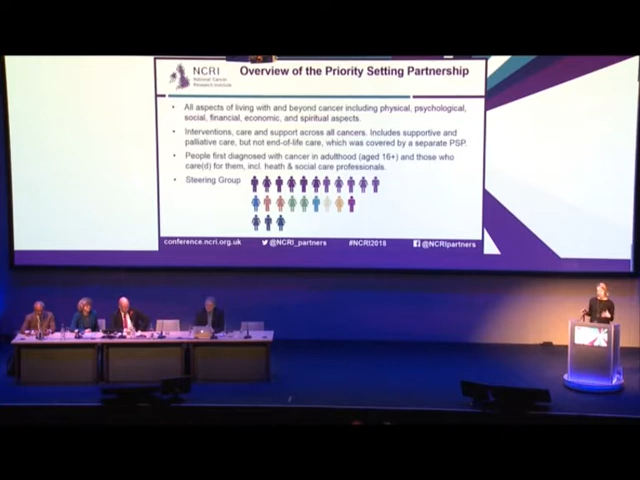 NCRI
National Cancer
Research Institute
Overview of the Priority Setting Partnership
• All aspects of living with and beyond cancer including physical, psychological,
social, financial, economic, and spiritual aspects.
• Interventions, care and support across all cancers. Includes supportive and
palliative care, but not end-of-life care, which was covered by a separate PSP.
• People first diagnosed with cancer in adulthood (aged 16+) and those who
care(d) for them, incl. heath & social care professionals.
• Steering Group
conference.ncri.org.uk @NCRI_partners #NCRI2018 @NCRIpartners